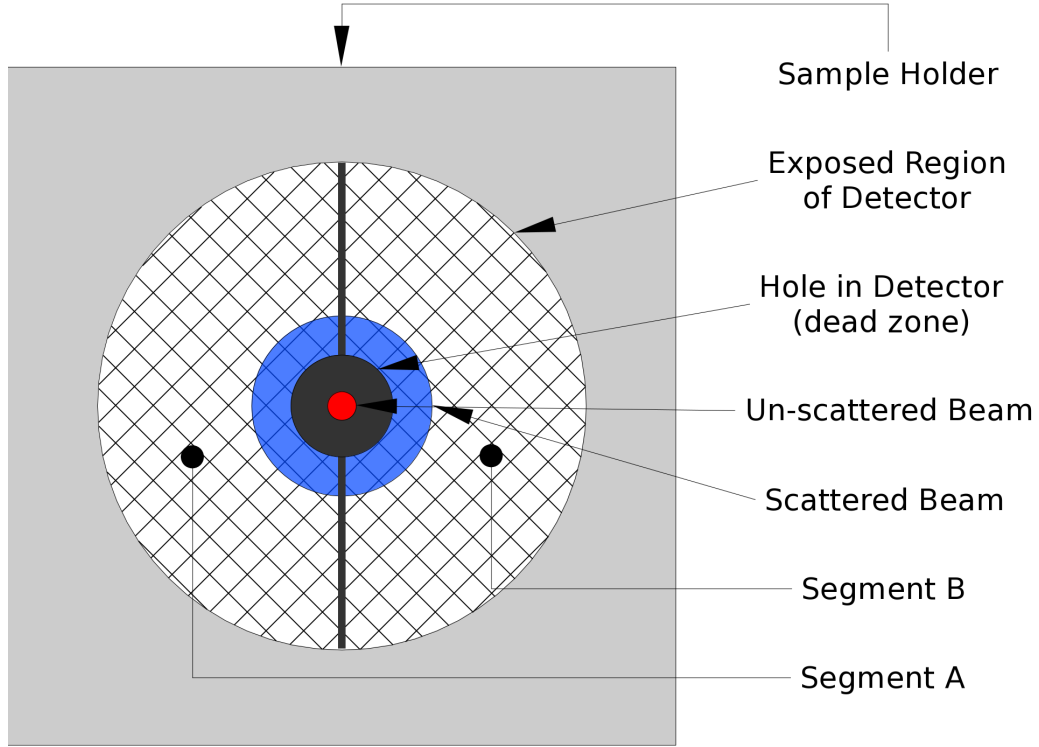 Sample Holder
Exposed Region
of Detector
Hole in Detector
(dead zone)
Un-scattered Beam
Scattered Beam
Segment B
Segment A